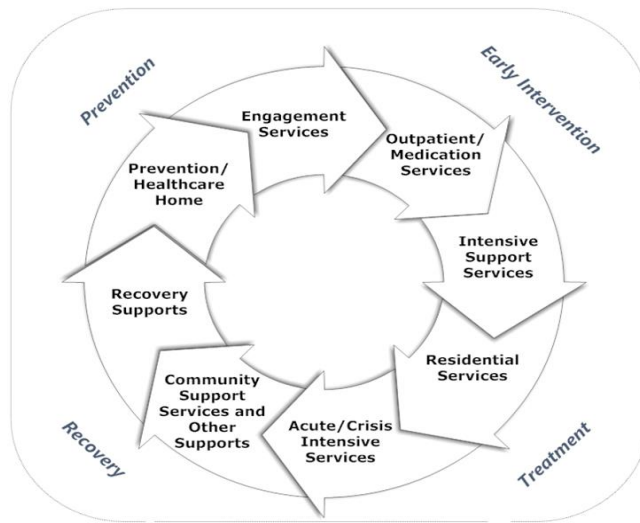 Prevention
Early Intervention
Engagement
Services
Outpatient/
Medication
Services
Prevention/
Healthcare
Home
Intensive
Support
Services
Recovery
Supports
Residential
Services
Community
Support
Services and
Other
Supports
Acute/Crisis
Intensive
Services
Recovery
Treatment